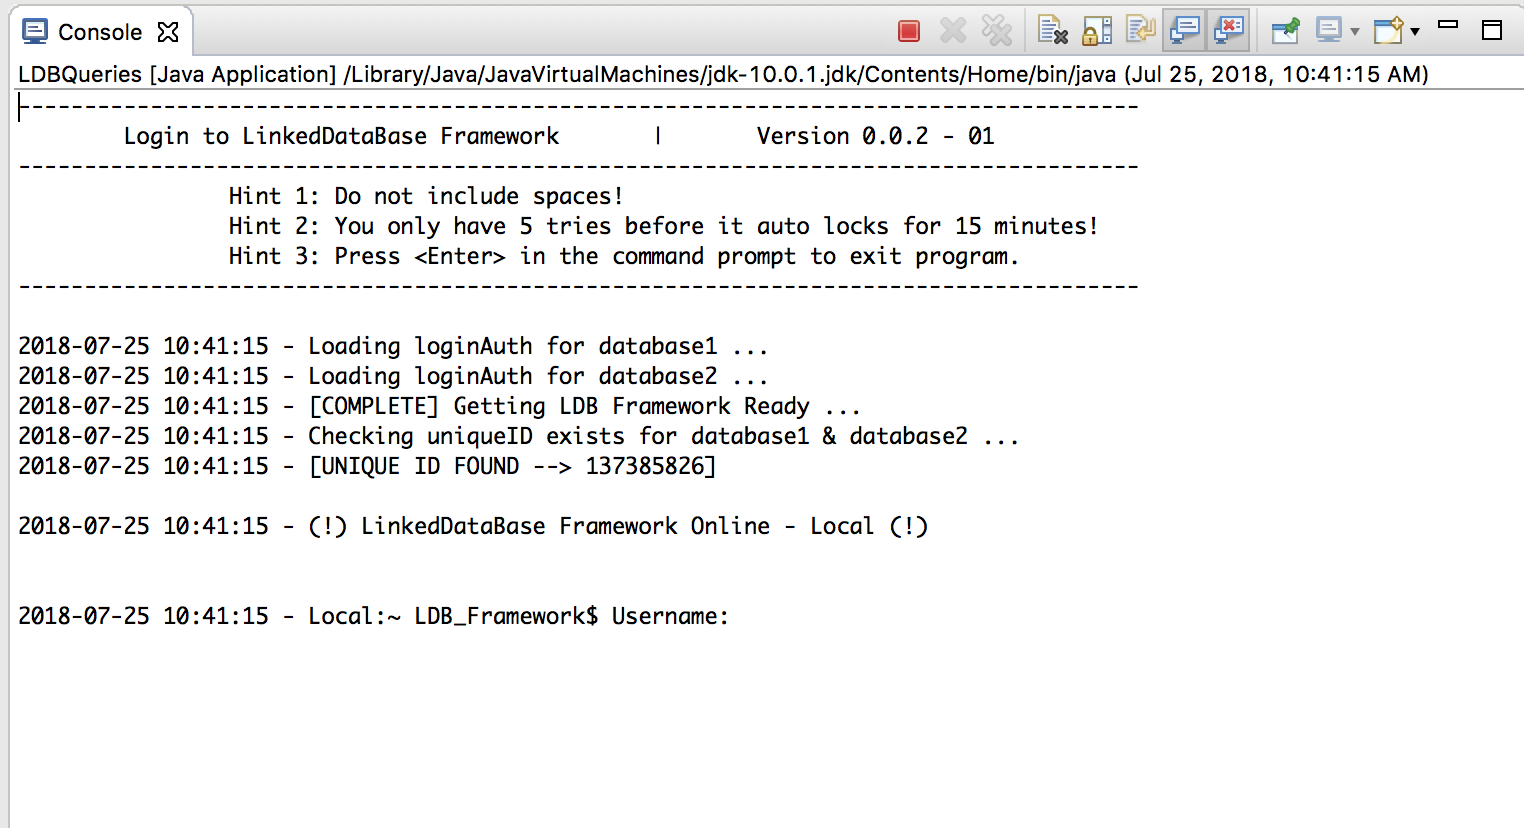 Console
LDBQueries [Java Application] /Library/Java/JavaVirtualMachines/jdk-10.0.1.jdk/Contents/Home/bin/java (Jul 25, 2018, 10:41:15 AM)
-------------------------------------------------------------------------------------
Login to LinkedDataBase Framework | Version 0.0.2 - 01
-------------------------------------------------------------------------------------
Hint 1: Do not include spaces!
Hint 2: You only have 5 tries before it auto locks for 15 minutes!
Hint 3: Press <Enter> in the command prompt to exit program.
-------------------------------------------------------------------------------------
2018-07-25 10:41:15 - Loading loginAuth for database1 ...
2018-07-25 10:41:15 - Loading loginAuth for database2 ...
2018-07-25 10:41:15 - [COMPLETE] Getting LDB Framework Ready ...
2018-07-25 10:41:15 - Checking uniqueID exists for database1 & database2 ...
2018-07-25 10:41:15 - [UNIQUE ID FOUND --> 137385826]
2018-07-25 10:41:15 - (!) LinkedDataBase Framework Online - Local (!)
2018-07-25 10:41:15 - Local:~ LDB_Framework$ Username: